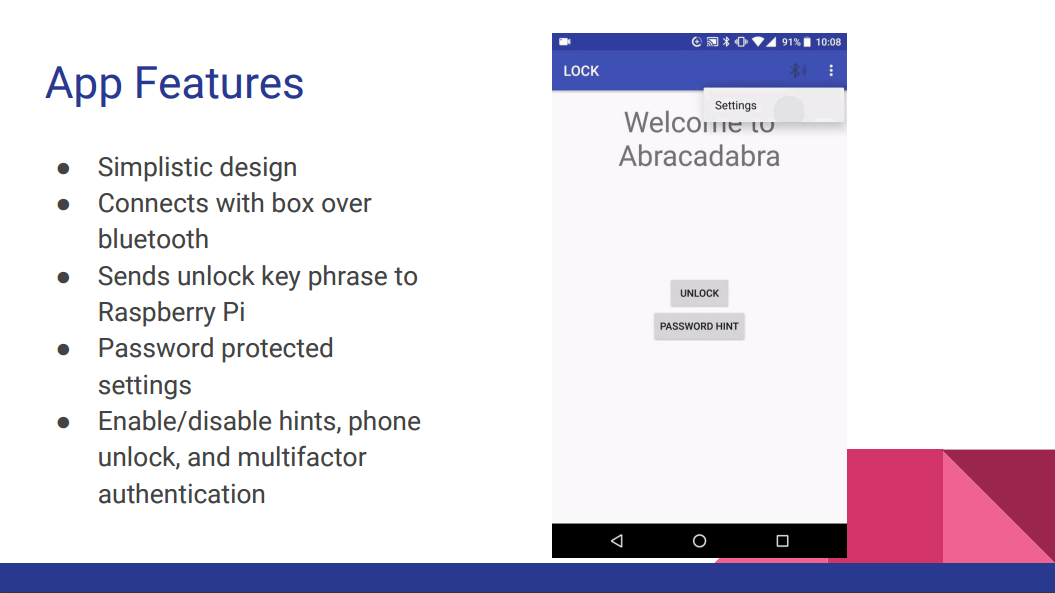 App Features
● Simplistic design
● Connects with box over
bluetooth
● Sends unlock key phrase to
Raspberry Pi
● Password protected
settings
● Enable/disable hints, phone
unlock, and multifactor
authentication
91% 10:08
LOCK
Settings
Welcome to
Abracadabra
UNLOCK
PASSWORD HINT